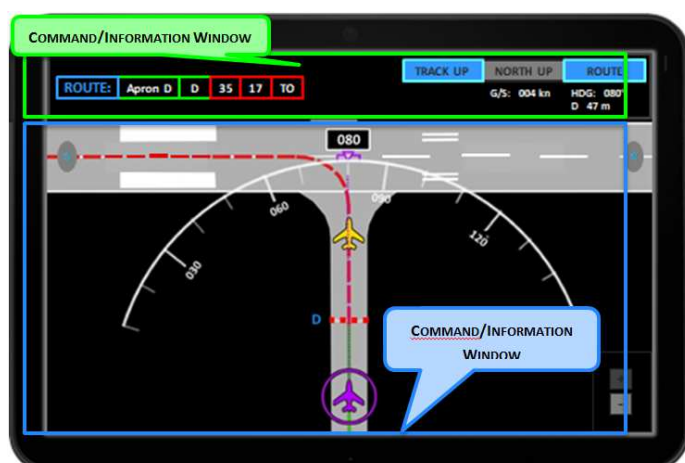 COMMAND/INFORMATION WINDOW
TRACK UP NORTH UP ROUTE
ROUTE: Apron D D 35 17 TO
G/S: 004 kn HDG: 080°
D 47 m
080
060
090
030
120
D
COMMAND/INFORMATION
WINDOW